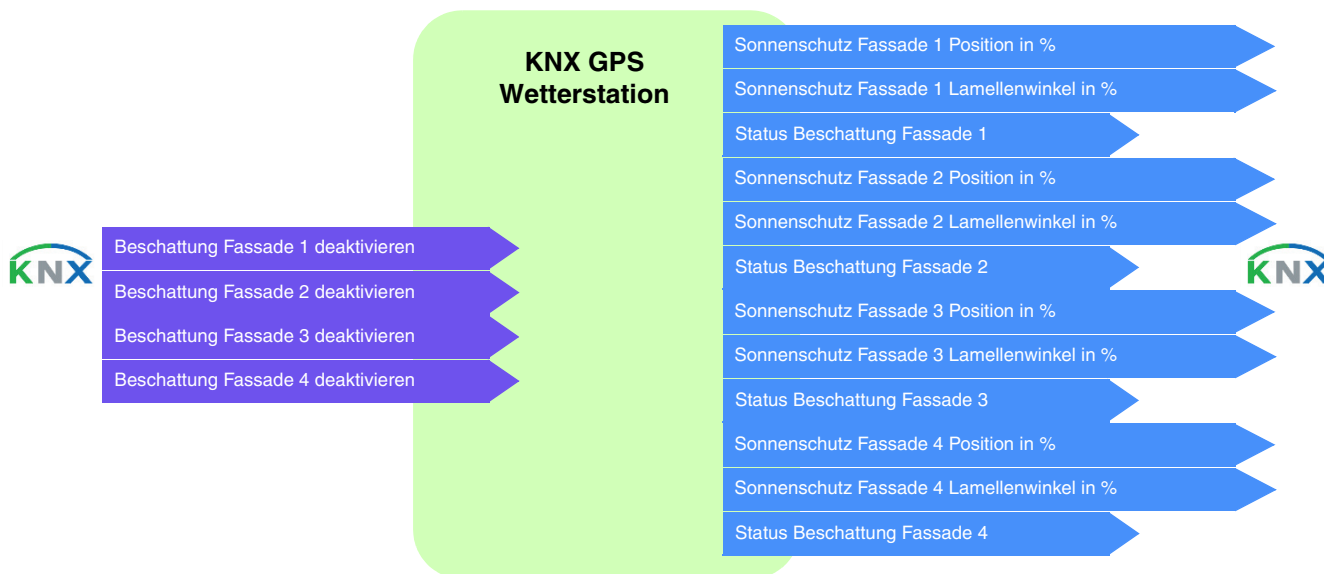 KNX GPS
Wetterstation
KNX
Beschattung Fassade 1 deaktivieren
Beschattung Fassade 2 deaktivieren
Beschattung Fassade 3 deaktivieren
Beschattung Fassade 4 deaktivieren
Sonnenschutz Fassade 1 Position in %
Sonnenschutz Fassade 1 Lamellenwinkel in %
Status Beschattung Fassade 1
Sonnenschutz Fassade 2 Position in %
Sonnenschutz Fassade 2 Lamellenwinkel in %
Status Beschattung Fassade 2
Sonnenschutz Fassade 3 Position in %
Sonnenschutz Fassade 3 Lamellenwinkel in %
Status Beschattung Fassade 3
Sonnenschutz Fassade 4 Position in %
Sonnenschutz Fassade 4 Lamellenwinkel in %
Status Beschattung Fassade 4
KNX